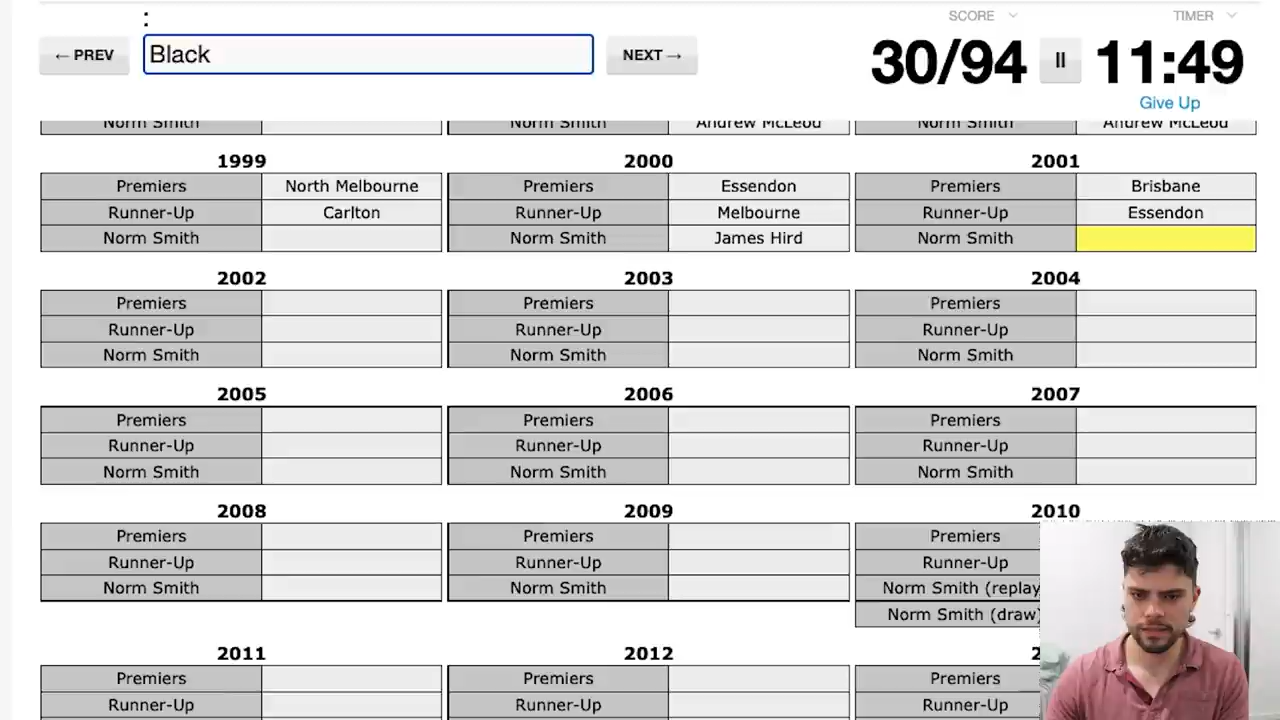 :
SCORE
TIMER
← PREV
Black
NEXT →
30/94
11:49
Give Up
Norm Smith
Norm Smith Andrew McLeod
Norm Smith Andrew McLeod
1999 2000 2001
Premiers North Melbourne Premiers Essendon Premiers Brisbane
Runner-Up Carlton Runner-Up Melbourne Runner-Up Essendon
Norm Smith Norm Smith James Hird Norm Smith
2002 2003 2004
Premiers Premiers Premiers
Runner-Up Runner-Up Runner-Up
Norm Smith Norm Smith Norm Smith
2005 2006 2007
Premiers Premiers Premiers
Runner-Up Runner-Up Runner-Up
Norm Smith Norm Smith Norm Smith
2008 2009 2010
Premiers Premiers Premiers
Runner-Up Runner-Up Runner-Up
Norm Smith Norm Smith Norm Smith (replay
Norm Smith (draw)
2011 2012 2
Premiers Premiers Premiers
Runner-Up Runner-Up Runner-Up